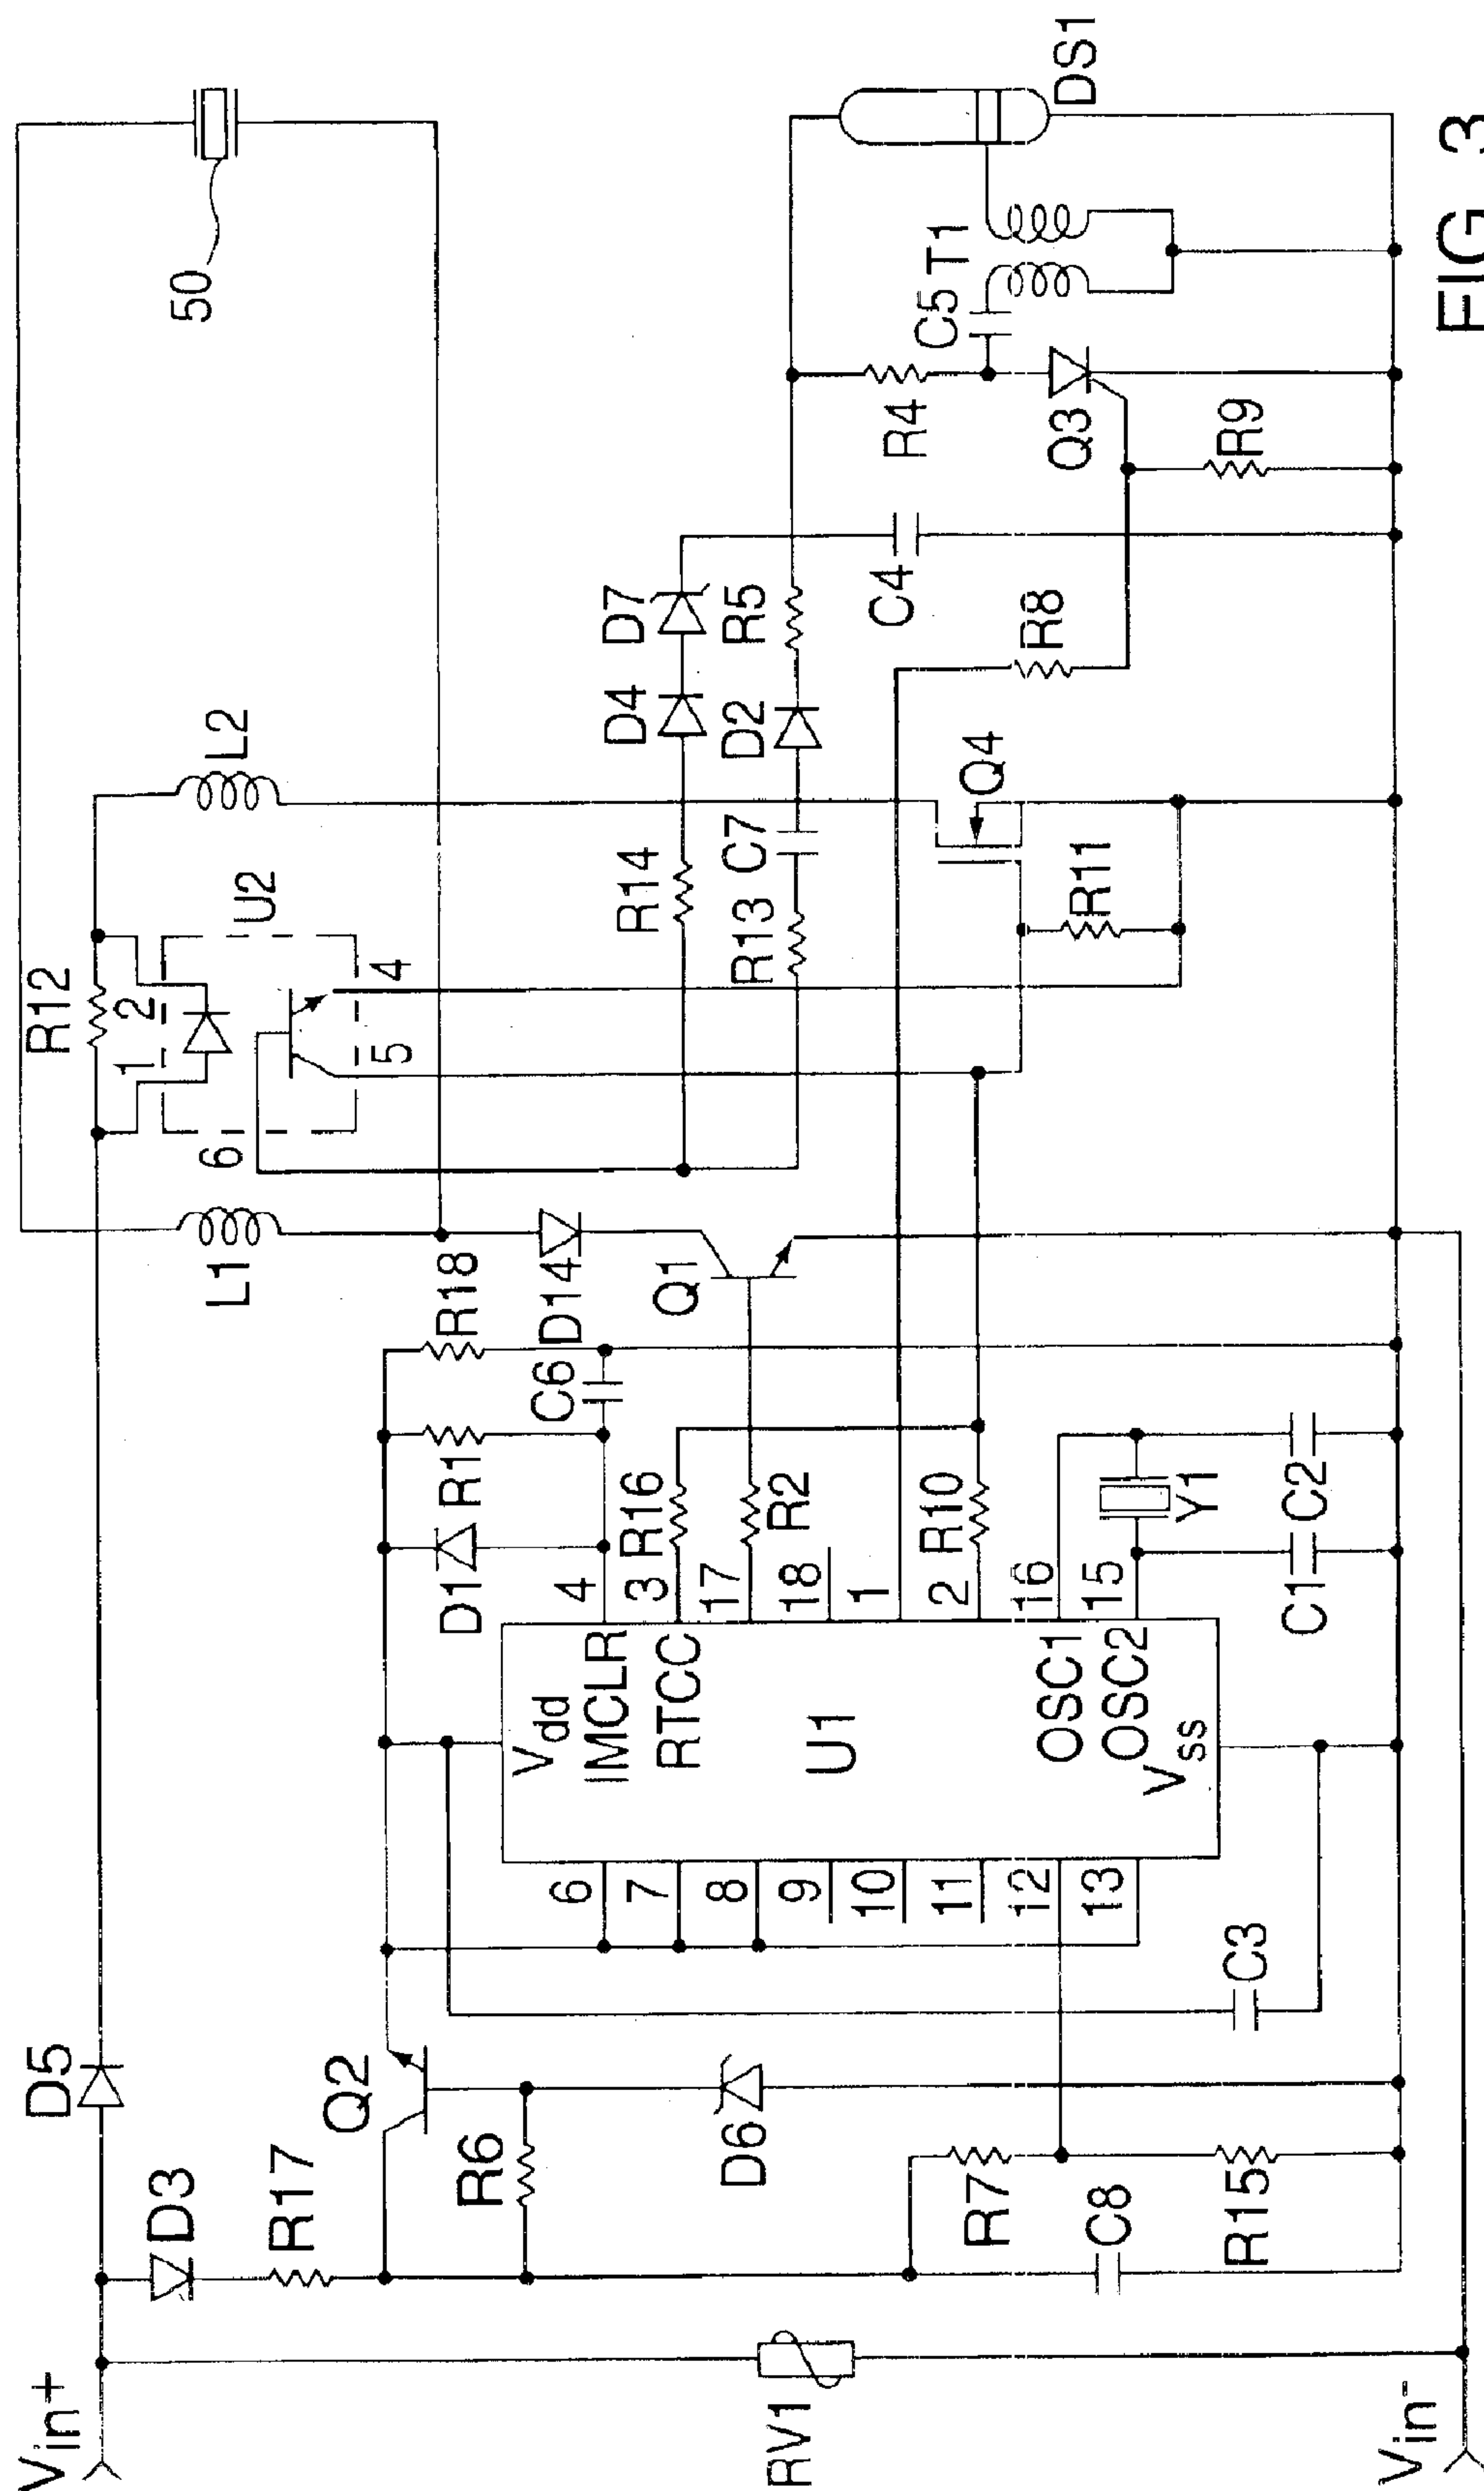 Vin+
D5
R12
50
D3
1
2
U2
L2
6
L1
R17
Q2
4
5
R18
R1
D1
R6
D14
C6
D4
D7
R14
6
4
Vdd
IMCLR
7
3
R16
RTCC
Q1
D6
8
17
R2
R13
C7
D2
R5
RV1
9
18
U1
10
1
C4
R4
C5
T1
11
2
R10
Q4
R7
12
16
OSC1
R8
Q3
DS1
C8
13
15
OSC2
R11
Vss
Y1
R15
C3
C1
C2
R9
Vin-
FIG 3